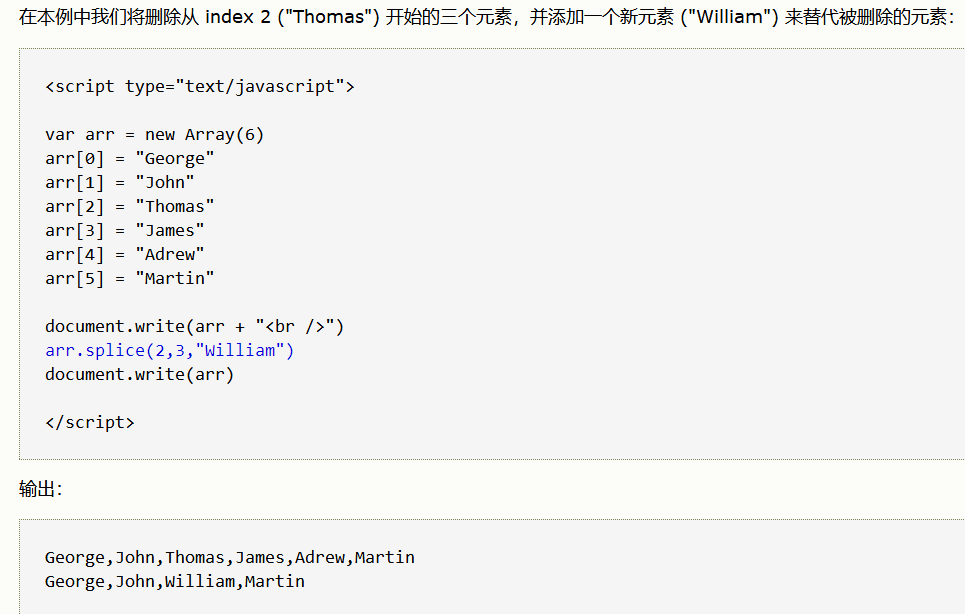 在本例中我们将删除从 index 2 ("Thomas") 开始的三个元素，并添加一个新元素 ("William") 来替代被删除的元素：
<script type="text/javascript">
var arr = new Array(6)
arr[0] = "George"
arr[1] = "John"
arr[2] = "Thomas"
arr[3] = "James"
arr[4] = "Adrew"
arr[5] = "Martin"
document.write(arr + "<br />")
arr.splice(2,3,"William")
document.write(arr)
</script>
输出：
George,John,Thomas,James,Adrew,Martin
George,John,William,Martin